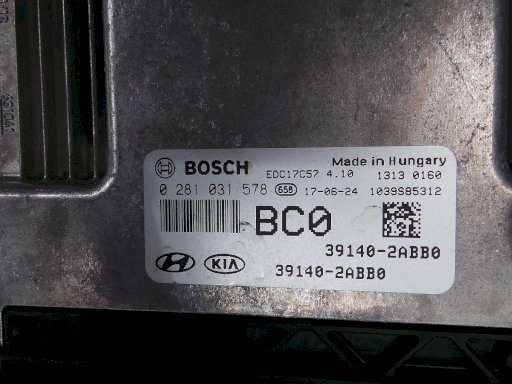 BOSCH EDC17C57 4.10 Made in Hungary
1313 0160
0 281 031 578 658 17-06-24 1039S85312
BC0
39140-2ABB0
HYUNDAI KIA 39140-2ABB0